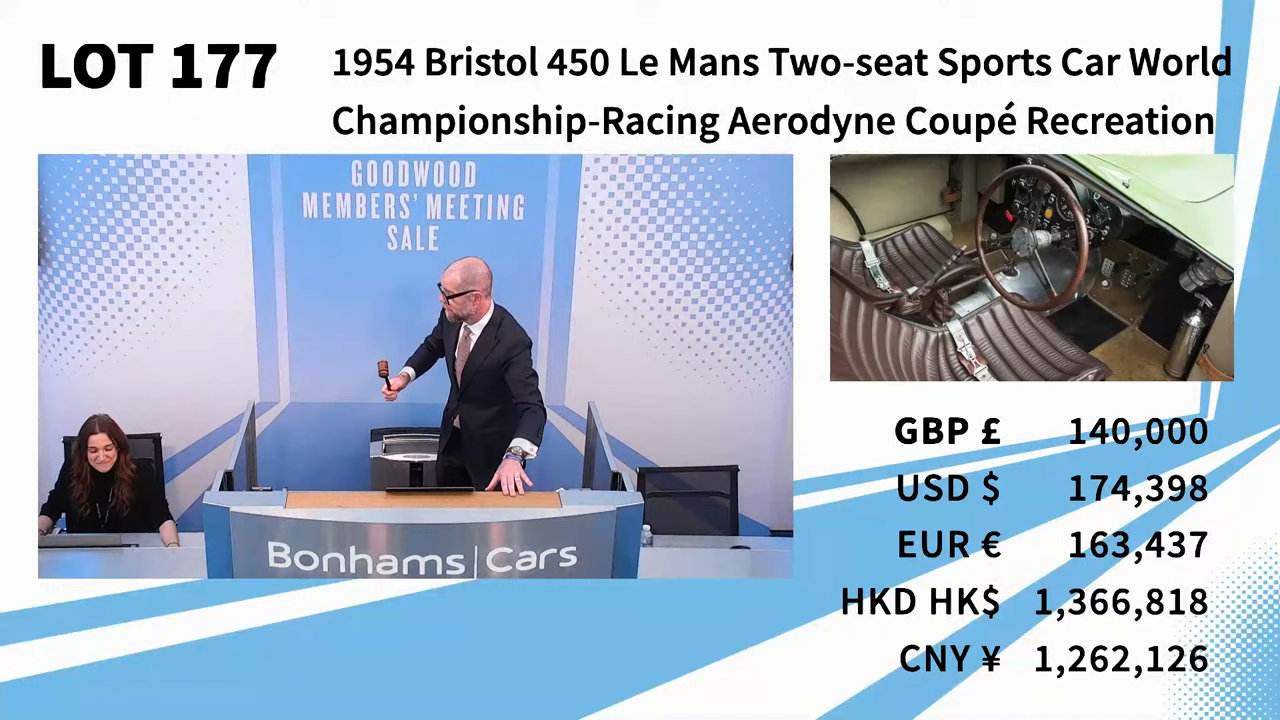 LOT 177
1954 Bristol 450 Le Mans Two-seat Sports Car World
Championship-Racing Aerodyne Coupé Recreation
GOODWOOD
MEMBERS' MEETING
SALE
Bonhams|Cars
GBP £ 140,000
USD $ 174,398
EUR € 163,437
HKD HK$ 1,366,818
CNY ¥ 1,262,126